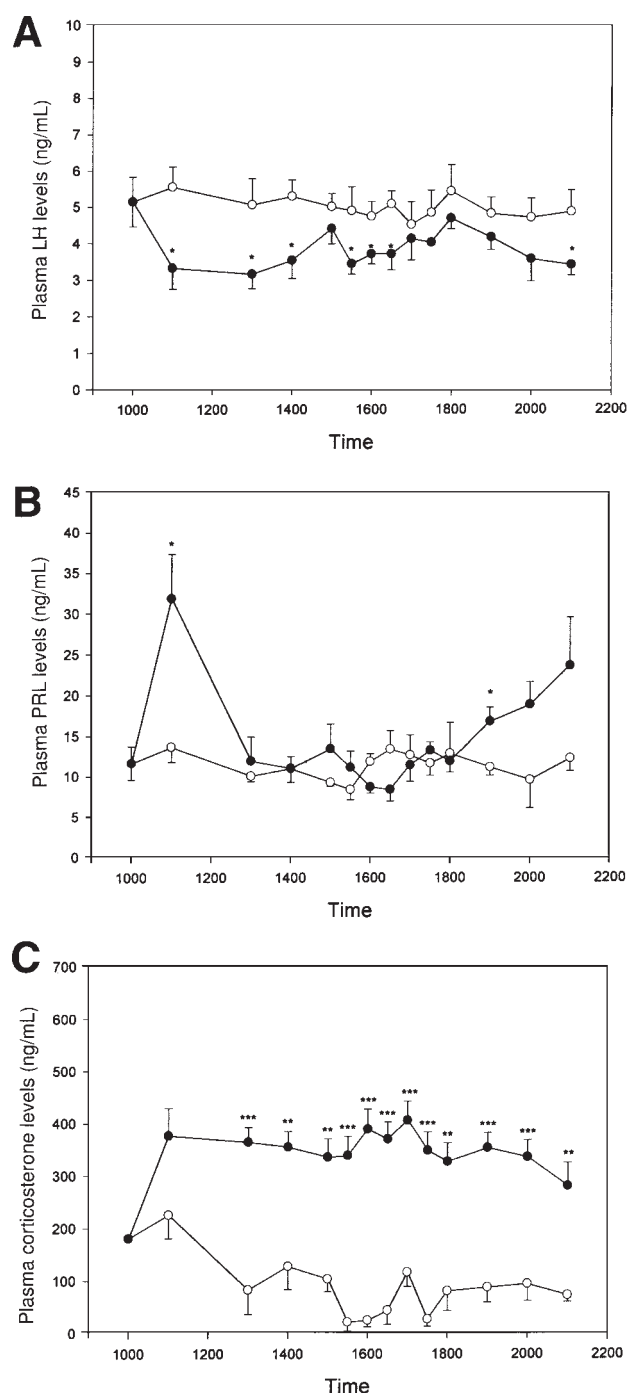 A
10
9
8
7
6
5
4
3
2
1
0
Plasma LH levels (ng/mL)
* * * * * * *
1000 1200 1400 1600 1800 2000 2200
Time
B
45
40
35
30
25
20
15
10
5
0
Plasma PRL levels (ng/mL)
*
*
1000 1200 1400 1600 1800 2000 2200
Time
C
700
600
500
400
300
200
100
0
Plasma corticosterone levels (ng/mL)
*** ** ** *** *** *** *** *** ** *** *** **
1000 1200 1400 1600 1800 2000 2200
Time